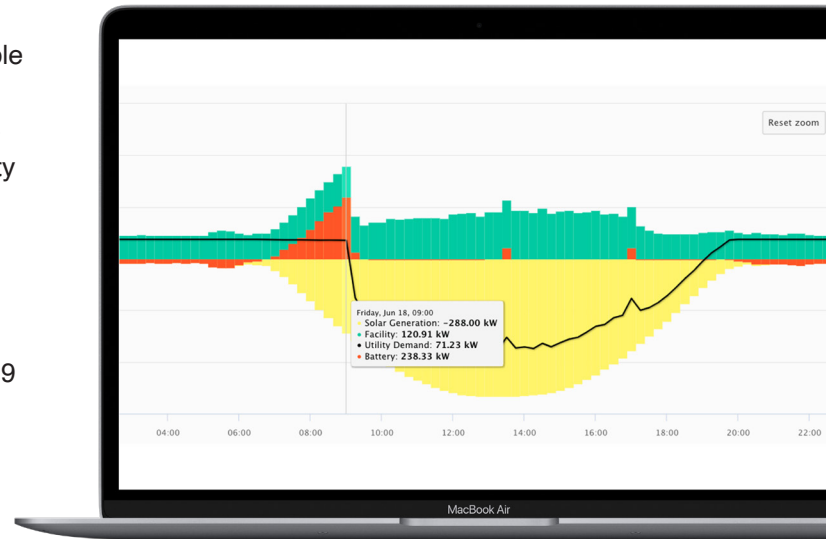 ple
ty
9
Reset zoom
Friday, Jun 18, 09:00
Solar Generation: -288.00 kW
Facility: 120.91 kW
Utility Demand: 71.23 kW
Battery: 238.33 kW
04:00 06:00 08:00 10:00 12:00 14:00 16:00 18:00 20:00 22:00
MacBook Air